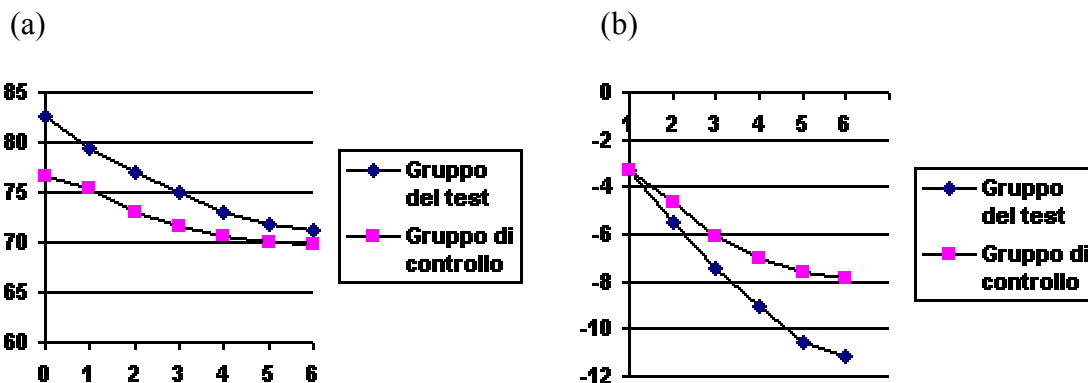 (a)
(b)
85
80
75
70
65
60
0 1 2 3 4 5 6
Gruppo
del test
Gruppo di
controllo
0
-2
-4
-6
-8
-10
-12
1 2 3 4 5 6
Gruppo
del test
Gruppo di
controllo